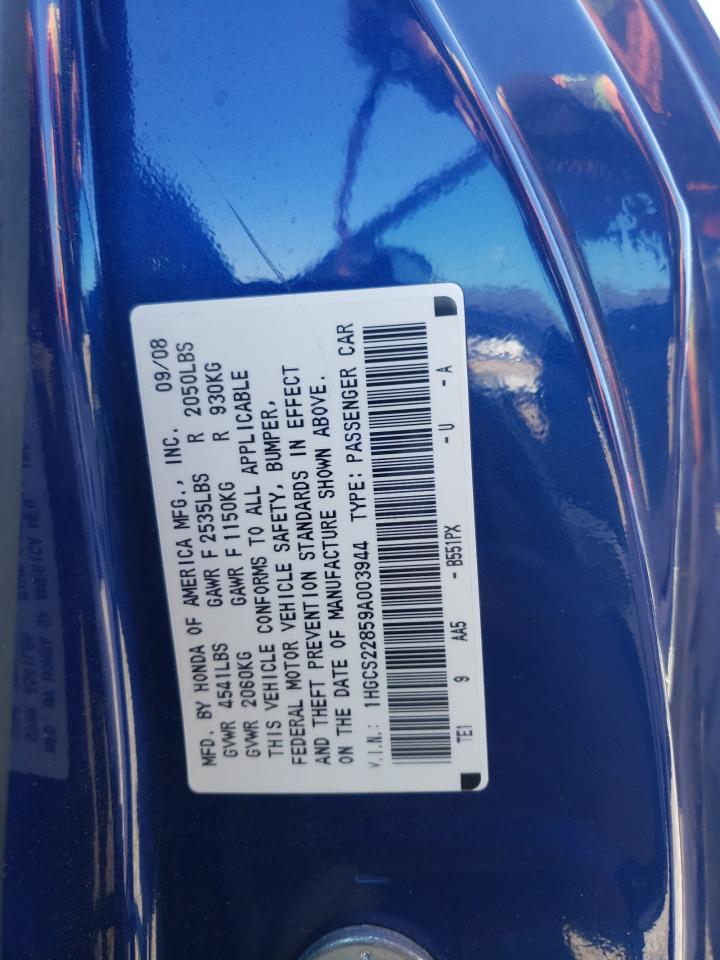 MFD. BY HONDA OF AMERICA MFG., INC. 09/08
GVWR 4541LBS GAWR F 2535LBS R 2050LBS
GVWR 2060KG GAWR F 1150KG R 930KG
THIS VEHICLE CONFORMS TO ALL APPLICABLE
FEDERAL MOTOR VEHICLE SAFETY, BUMPER,
AND THEFT PREVENTION STANDARDS IN EFFECT
ON THE DATE OF MANUFACTURE SHOWN ABOVE.
V.I.N.: 1HGCS22859A003944 TYPE: PASSENGER CAR
TE1 9 AA5 - B551PX - U - A